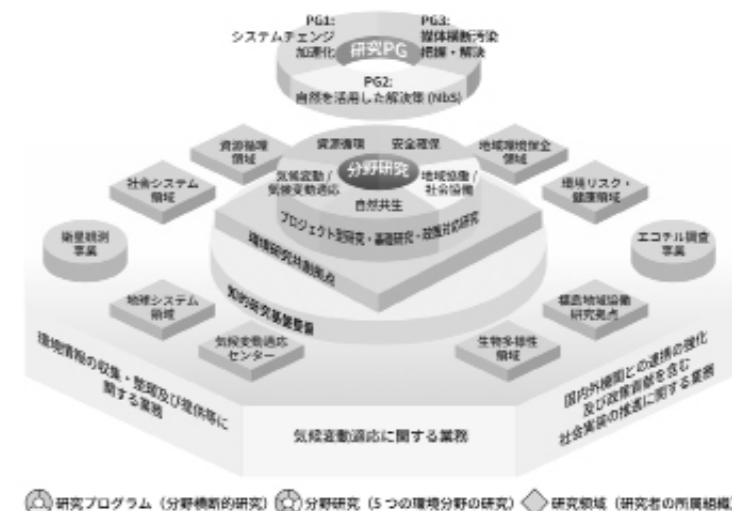 PG1:
システムチェンジ
加速化
研究PG
PG3:
媒体横断汚染
把握・解決
PG2:
自然を活用した解決策 (NbS)
資源循環
領域
資源循環
安全確保
地域環境保全
領域
社会システム
領域
気候変動 /
気候変動適応
分野研究
地域協働 /
社会協働
環境リスク・
健康領域
自然共生
プロジェクト型研究・基礎研究・政策対応研究
衛星観測
事業
環境研究共創拠点
エコチル調査
事業
知的研究基盤整備
地球システム
領域
福島地域協働
研究拠点
気候変動適応
センター
生物多様性
領域
環境情報の収集・整理及び提供等に
関する業務
気候変動適応に関する業務
国内外機関との連携の強化
及び政策貢献を含む
社会実装の推進に関する業務
研究プログラム（分野横断的研究）
分野研究（5 つの環境分野の研究）
研究領域（研究者の所属組織）